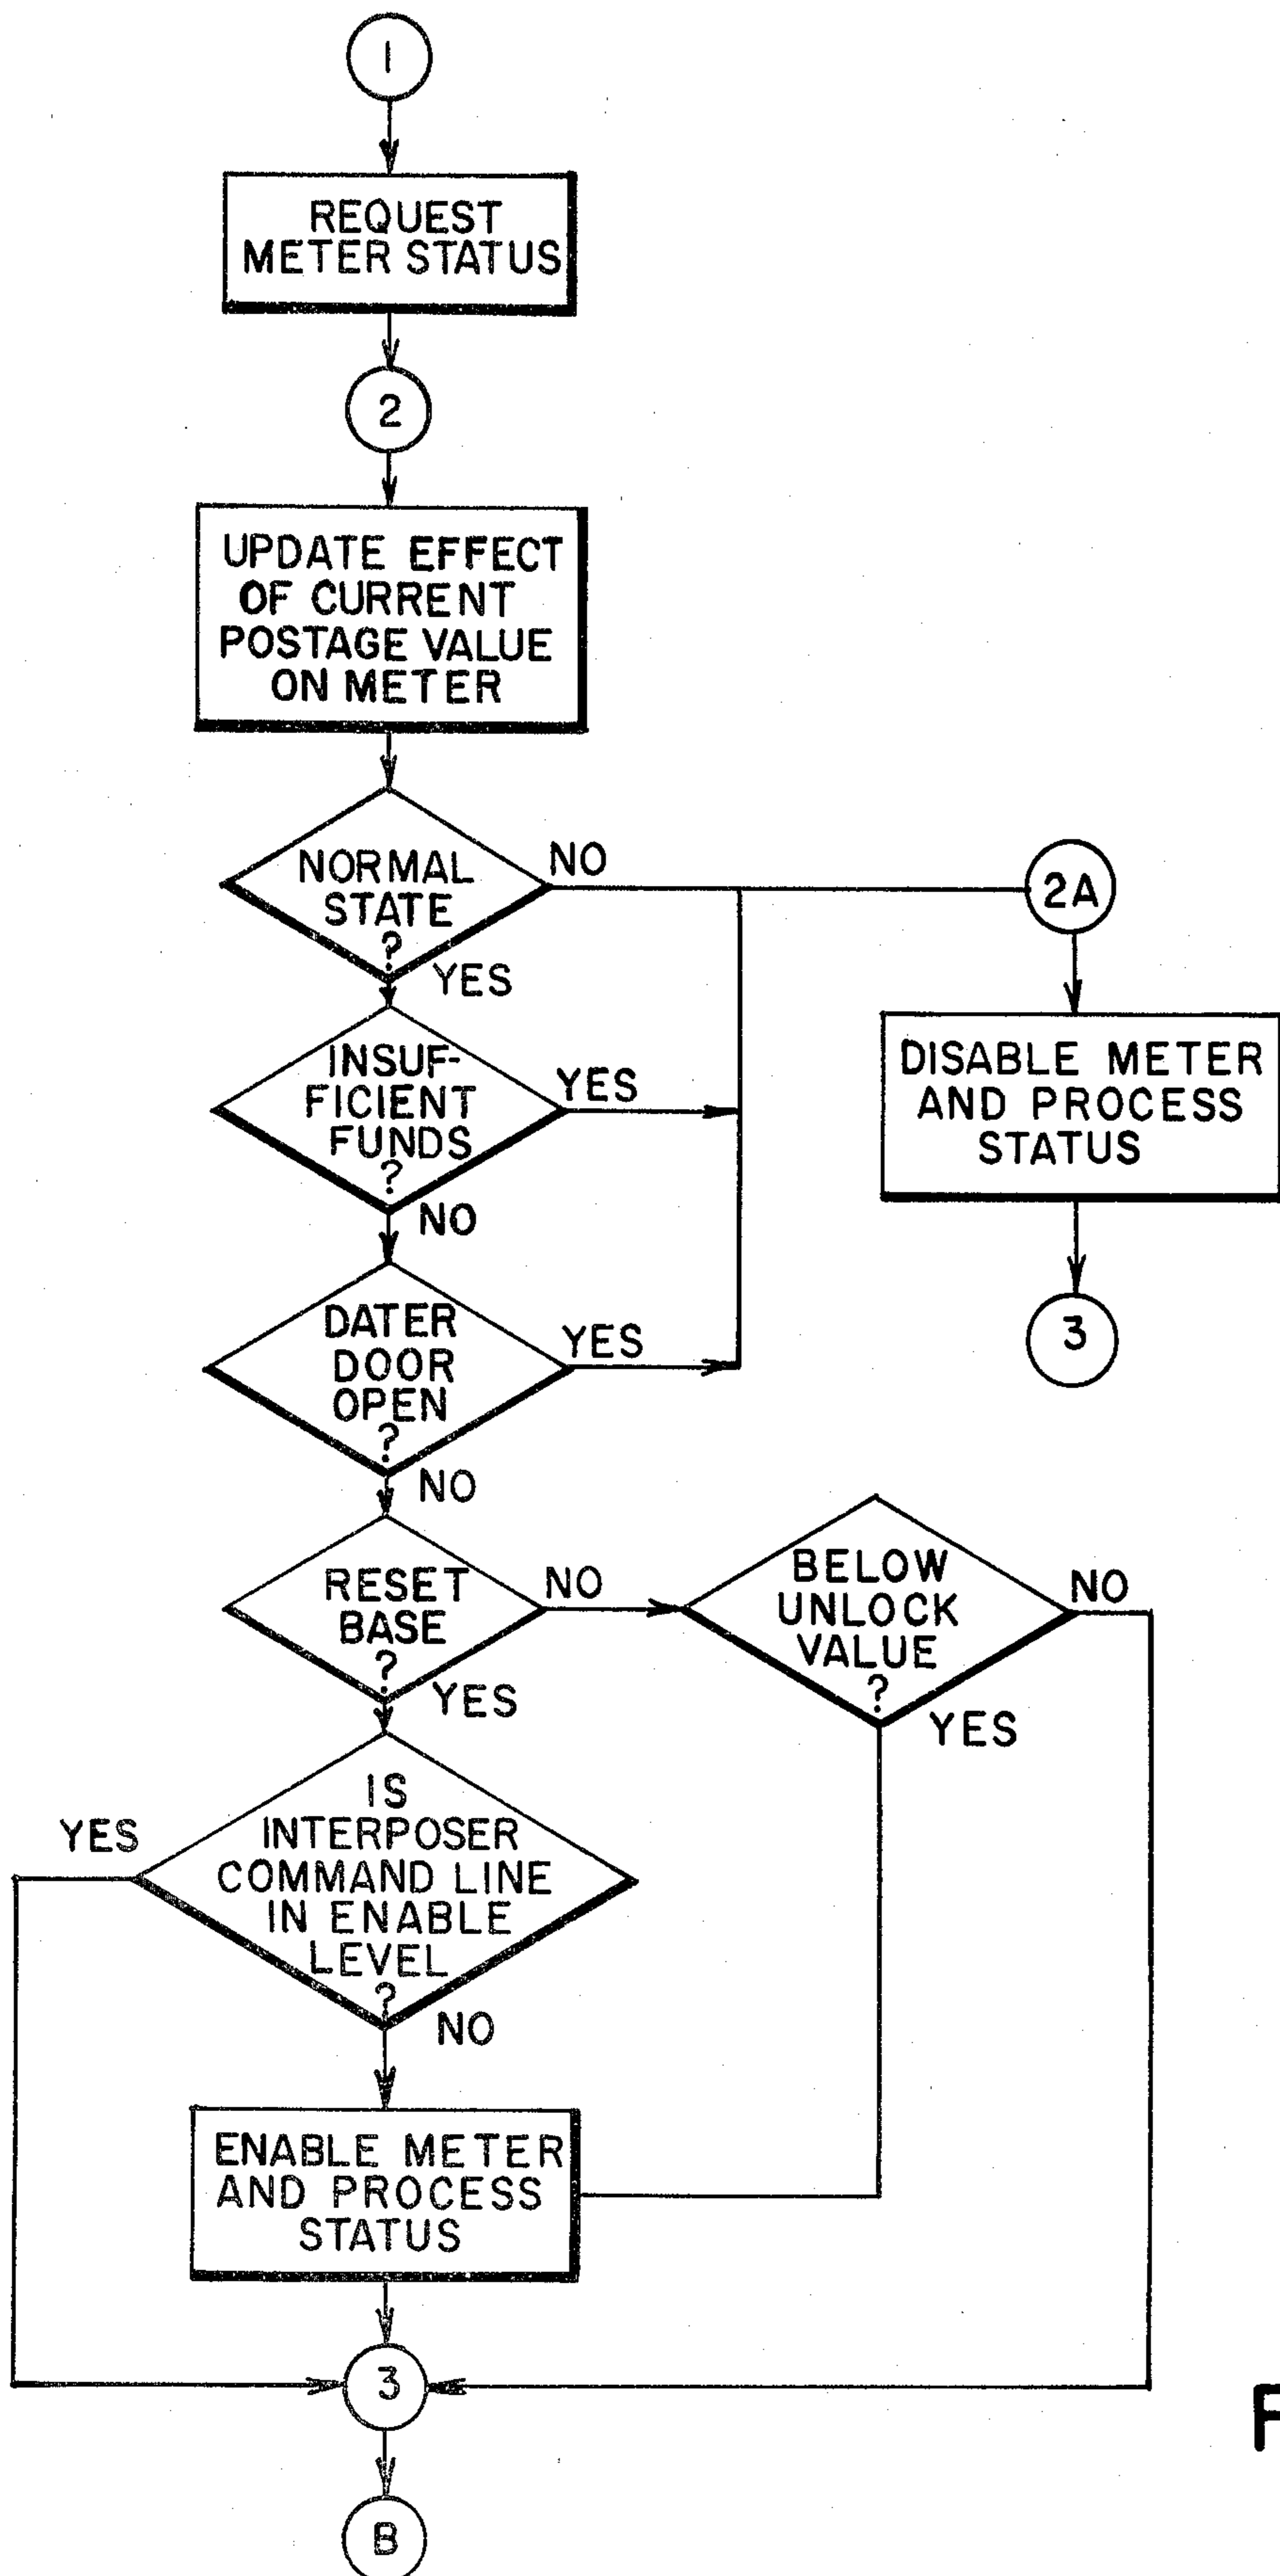 1
REQUEST
METER STATUS
2
UPDATE EFFECT
OF CURRENT
POSTAGE VALUE
ON METER
NORMAL
STATE
?
NO
YES
2A
DISABLE METER
AND PROCESS
STATUS
3
INSUF-
FICIENT
FUNDS
?
YES
NO
DATER
DOOR
OPEN
?
YES
NO
RESET
BASE
?
NO
YES
BELOW
UNLOCK
VALUE
?
NO
YES
IS
INTERPOSER
COMMAND LINE
IN ENABLE
LEVEL
?
YES
NO
ENABLE METER
AND PROCESS
STATUS
3
B
F